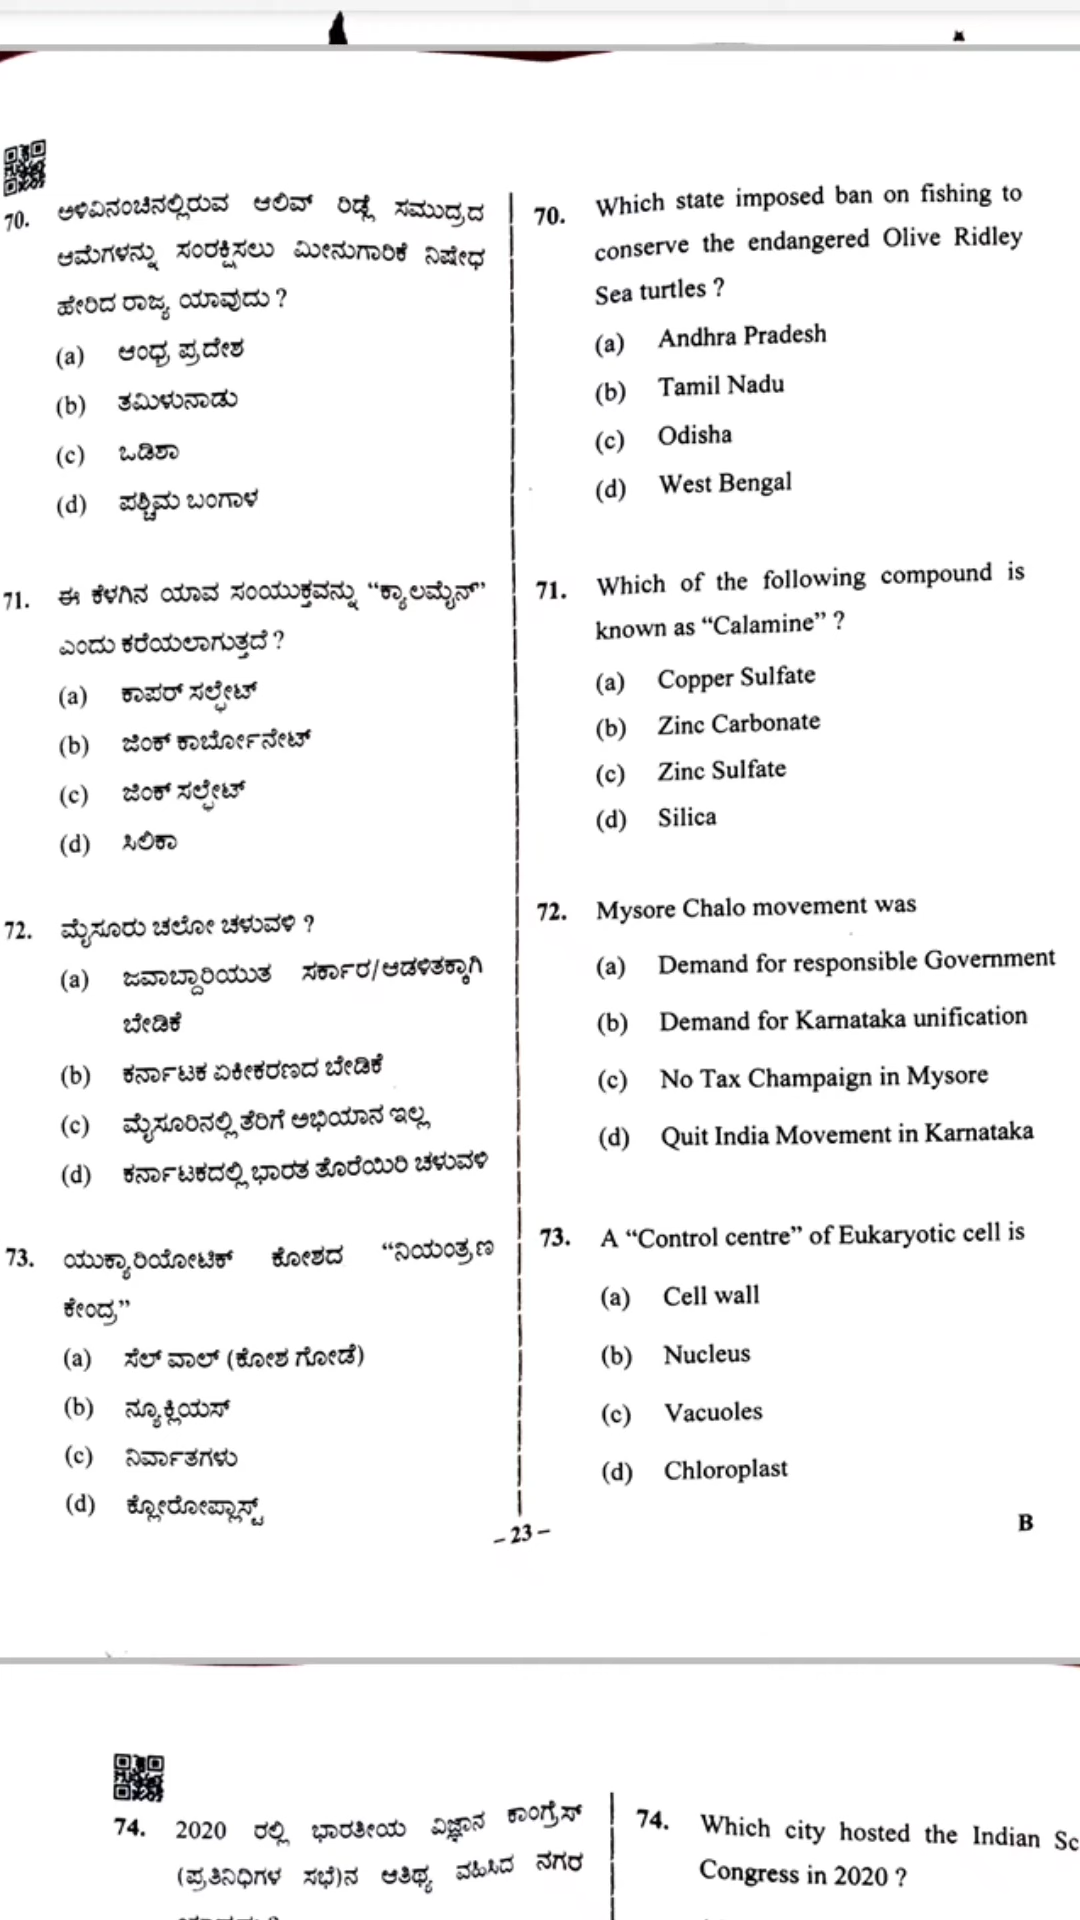 70. ಅಳಿವಿನಂಚಿನಲ್ಲಿರುವ ಆಲಿವ್ ರಿಡ್ಲೆ ಸಮುದ್ರದ
ಆಮೆಗಳನ್ನು ಸಂರಕ್ಷಿಸಲು ಮೀನುಗಾರಿಕೆ ನಿಷೇಧ
ಹೇರಿದ ರಾಜ್ಯ ಯಾವುದು ?
(a) ಆಂಧ್ರ ಪ್ರದೇಶ
(b) ತಮಿಳುನಾಡು
(c) ಒಡಿಶಾ
(d) ಪಶ್ಚಿಮ ಬಂಗಾಳ
71. ಈ ಕೆಳಗಿನ ಯಾವ ಸಂಯುಕ್ತವನ್ನು “ಕ್ಯಾಲಮೈನ್”
ಎಂದು ಕರೆಯಲಾಗುತ್ತದೆ ?
(a) ಕಾಪರ್ ಸಲ್ಫೇಟ್
(b) ಜಿಂಕ್ ಕಾರ್ಬೋನೇಟ್
(c) ಜಿಂಕ್ ಸಲ್ಫೇಟ್
(d) ಸಿಲಿಕಾ
72. ಮೈಸೂರು ಚಲೋ ಚಳುವಳಿ ?
(a) ಜವಾಬ್ದಾರಿಯುತ ಸರ್ಕಾರ/ಆಡಳಿತಕ್ಕಾಗಿ
ಬೇಡಿಕೆ
(b) ಕರ್ನಾಟಕ ಏಕೀಕರಣದ ಬೇಡಿಕೆ
(c) ಮೈಸೂರಿನಲ್ಲಿ ತೆರಿಗೆ ಅಭಿಯಾನ ಇಲ್ಲ
(d) ಕರ್ನಾಟಕದಲ್ಲಿ ಭಾರತ ತೊರೆಯಿರಿ ಚಳುವಳಿ
73. ಯುಕ್ಯಾರಿಯೋಟಿಕ್ ಕೋಶದ “ನಿಯಂತ್ರಣ
ಕೇಂದ್ರ”
(a) ಸೆಲ್ ವಾಲ್ (ಕೋಶ ಗೋಡೆ)
(b) ನ್ಯೂಕ್ಲಿಯಸ್
(c) ನಿರ್ವಾತಗಳು
(d) ಕ್ಲೋರೋಪ್ಲಾಸ್ಟ್
70. Which state imposed ban on fishing to
conserve the endangered Olive Ridley
Sea turtles ?
(a) Andhra Pradesh
(b) Tamil Nadu
(c) Odisha
(d) West Bengal
71. Which of the following compound is
known as “Calamine” ?
(a) Copper Sulfate
(b) Zinc Carbonate
(c) Zinc Sulfate
(d) Silica
72. Mysore Chalo movement was
(a) Demand for responsible Government
(b) Demand for Karnataka unification
(c) No Tax Champaign in Mysore
(d) Quit India Movement in Karnataka
73. A “Control centre” of Eukaryotic cell is
(a) Cell wall
(b) Nucleus
(c) Vacuoles
(d) Chloroplast
– 23 –
B
74. 2020 ರಲ್ಲಿ ಭಾರತೀಯ ವಿಜ್ಞಾನ ಕಾಂಗ್ರೆಸ್
(ಪ್ರತಿನಿಧಿಗಳ ಸಭೆ)ನ ಆತಿಥ್ಯ ವಹಿಸಿದ ನಗರ
74. Which city hosted the Indian Sc
Congress in 2020 ?